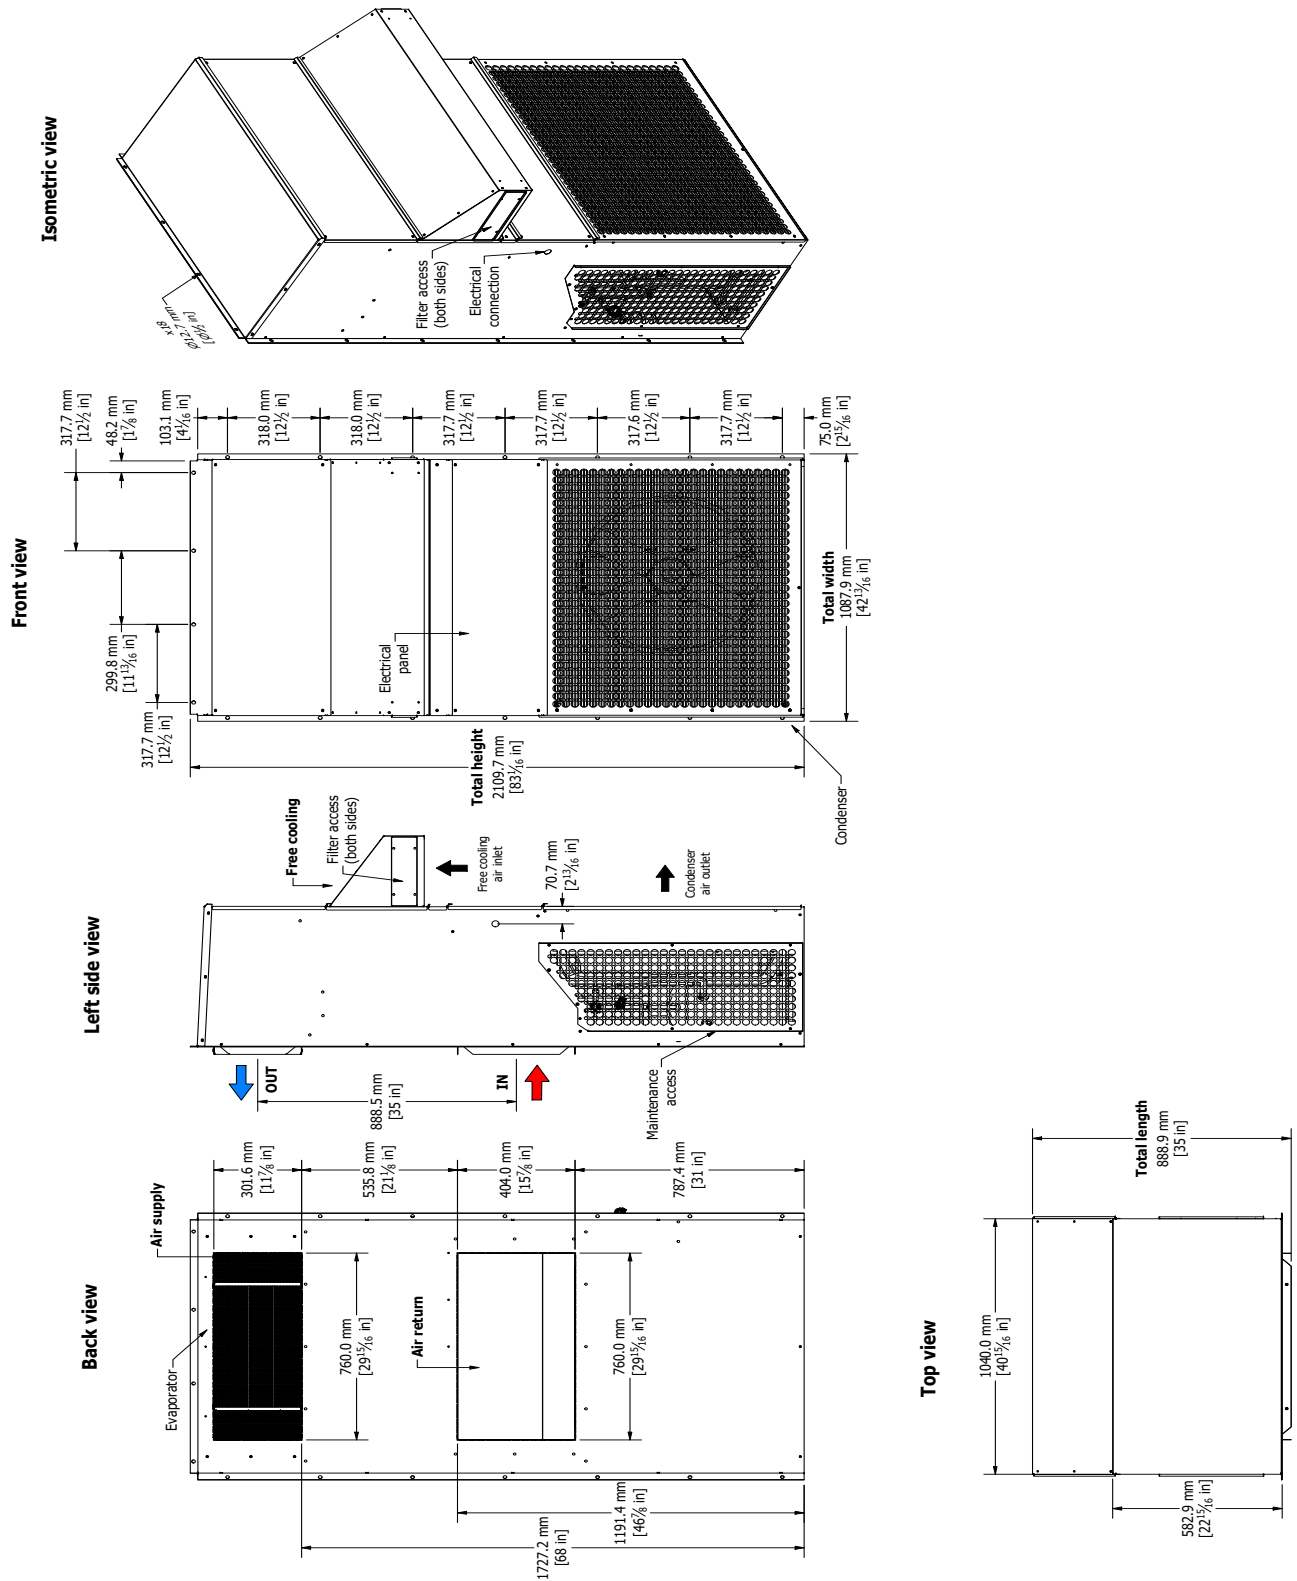 Back view
Evaporator
Air supply
301.6 mm
[11⅞ in]
760.0 mm
[29¹⁵⁄₁₆ in]
535.8 mm
[21⅛ in]
Air return
404.0 mm
[15⅞ in]
760.0 mm
[29¹⁵⁄₁₆ in]
787.4 mm
[31 in]
1191.4 mm
[46⅞ in]
1727.2 mm
[68 in]
Left side view
OUT
888.5 mm
[35 in]
IN
Free cooling
Filter access
(both sides)
Free cooling
air inlet
70.7 mm
[2¹³⁄₁₆ in]
Condenser
air outlet
Maintenance
access
Front view
317.7 mm
[12½ in]
299.8 mm
[11¹³⁄₁₆ in]
317.7 mm
[12½ in]
48.2 mm
[1⅞ in]
103.1 mm
[4¹⁄₁₆ in]
318.0 mm
[12½ in]
318.0 mm
[12½ in]
317.7 mm
[12½ in]
317.7 mm
[12½ in]
317.6 mm
[12½ in]
317.7 mm
[12½ in]
75.0 mm
[2¹⁵⁄₁₆ in]
Electrical
panel
Total height
2109.7 mm
[83¹⁄₁₆ in]
Total width
1087.9 mm
[42¹³⁄₁₆ in]
Condenser
Isometric view
x18
Ø12.7 mm
[Ø½ in]
Filter access
(both sides)
Electrical
connection
Top view
1040.0 mm
[40¹⁵⁄₁₆ in]
Total length
888.9 mm
[35 in]
582.9 mm
[22¹⁵⁄₁₆ in]